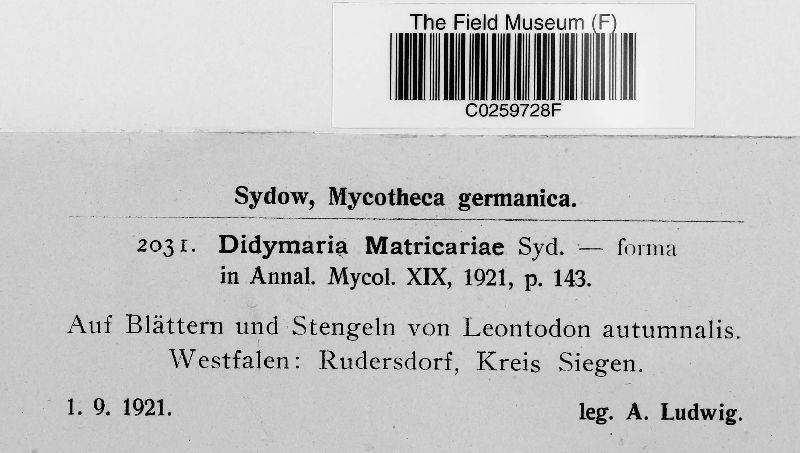 The Field Museum (F)
C0259728F
Sydow, Mycotheca germanica.
2031. Didymaria Matricariae Syd. — forma
in Annal. Mycol. XIX, 1921, p. 143.
Auf Blättern und Stengeln von Leontodon autumnalis.
Westfalen: Rudersdorf, Kreis Siegen.
1. 9. 1921. leg. A. Ludwig.